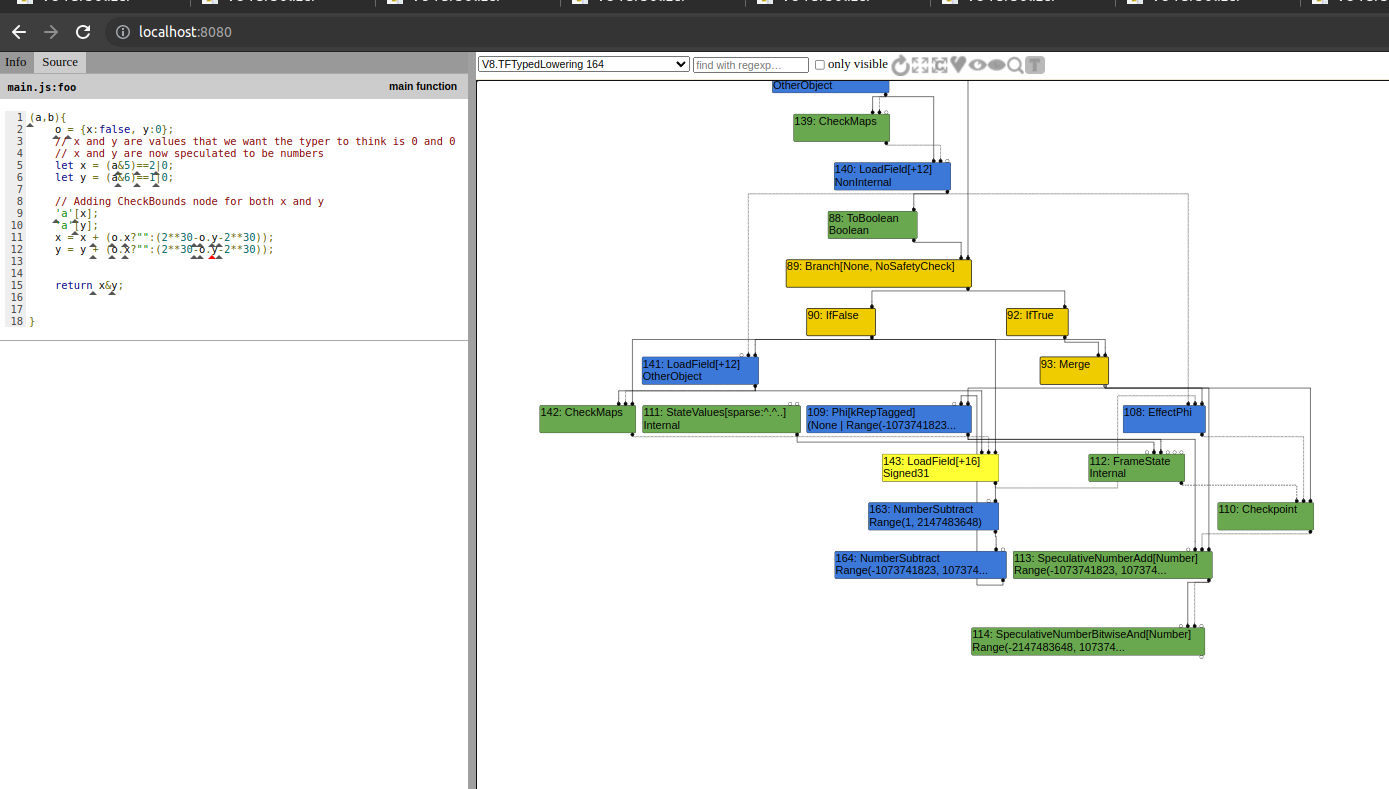 localhost:8080
Info
Source
main.js:foo
main function
1 (a,b){
2 o = {x:false, y:0};
3 // x and y are values that we want the typer to think is 0 and 0
4 // x and y are now speculated to be numbers
5 let x = (a&5)==2|0;
6 let y = (a&6)==1|0;
7
8 // Adding CheckBounds node for both x and y
9 'a'[x];
10 'a'[y];
11 x = x + (o.x?"":(2**30-o.y-2**30));
12 y = y + (o.x?"":(2**30-o.y-2**30));
13
14
15 return x&y;
16
17
18 }
V8.TFTypedLowering 164
find with regexp...
only visible
T
OtherObject
139: CheckMaps
140: LoadField[+12]
NonInternal
88: ToBoolean
Boolean
89: Branch[None, NoSafetyCheck]
90: IfFalse
92: IfTrue
141: LoadField[+12]
OtherObject
93: Merge
142: CheckMaps
111: StateValues[sparse:^.^..]
Internal
109: Phi[kRepTagged]
(None | Range(-1073741823...
108: EffectPhi
143: LoadField[+16]
Signed31
112: FrameState
Internal
163: NumberSubtract
Range(1, 2147483648)
110: Checkpoint
164: NumberSubtract
Range(-1073741823, 107374...
113: SpeculativeNumberAdd[Number]
Range(-1073741823, 107374...
114: SpeculativeNumberBitwiseAnd[Number]
Range(-2147483648, 107374...